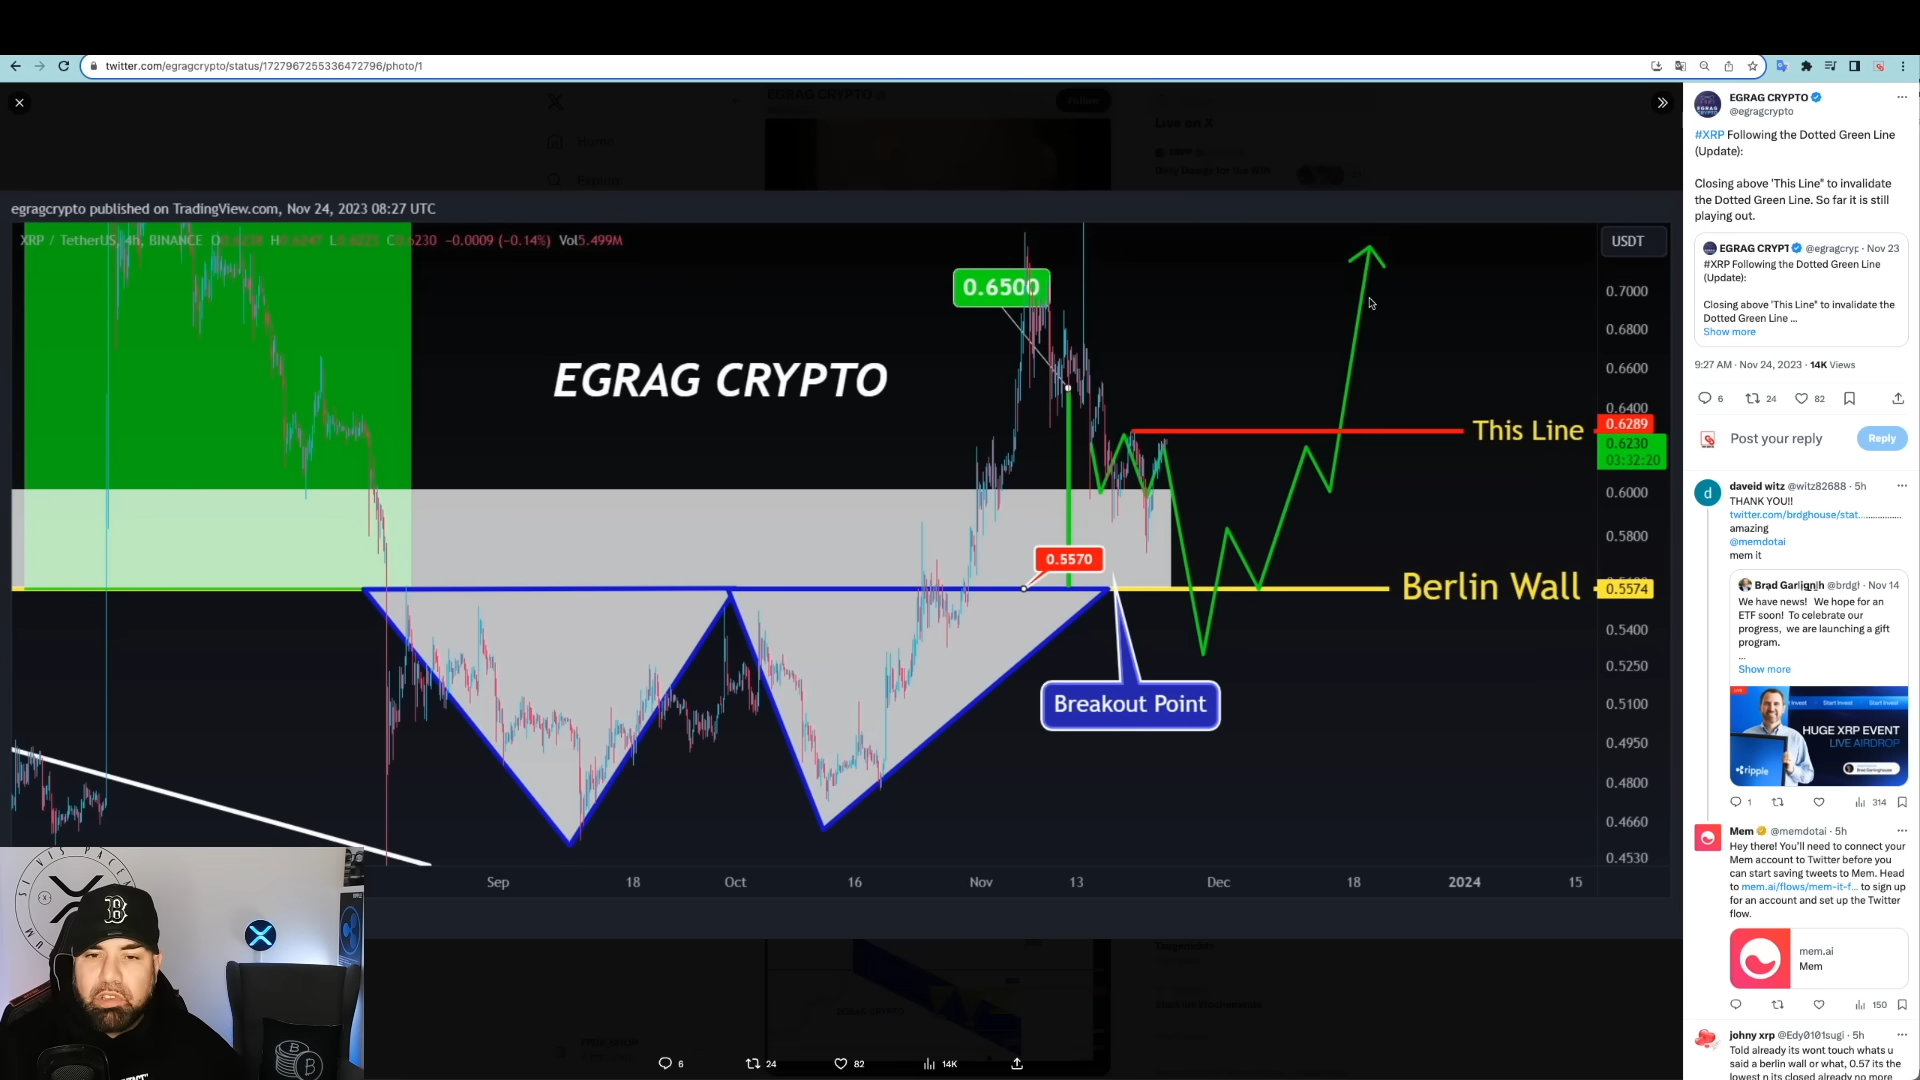 twitter.com/egragcrypto/status/1727967255336472796/photo/1
egragcrypto published on TradingView.com, Nov 24, 2023 08:27 UTC
XRP / TetherUS, 4h, BINANCE
-0.0009 (-0.14%) Vol5.499M
USDT
0.6500
EGRAG CRYPTO
0.5570
This Line
Berlin Wall
Breakout Point
0.7000
0.6800
0.6600
0.6400
0.6289
0.6230
03:32:20
0.6000
0.5800
0.5574
0.5400
0.5250
0.5100
0.4950
0.4800
0.4660
0.4530
Sep
18
Oct
16
Nov
13
Dec
18
2024
15
6
24
82
14K
EGRAG CRYPTO
@egragcrypto
#XRP Following the Dotted Green Line
(Update):
Closing above 'This Line" to invalidate
the Dotted Green Line. So far it is still
playing out.
EGRAG CRYPT @egragcryp · Nov 23
#XRP Following the Dotted Green Line
(Update):
Closing above 'This Line" to invalidate the
Dotted Green Line ...
Show more
9:27 AM · Nov 24, 2023 · 14K Views
6
24
82
Post your reply
Reply
daveid witz @witz82688 · 5h
THANK YOU!!
twitter.com/brdghouse/stat...
amazing
@memdotai
mem it
@brdgl · Nov 14
We have news! We hope for an
ETF soon! To celebrate our
progress, we are launching a gift
program.
...
Show more
HUGE XRP EVENT
LIVE AIRDROP
ripple
1
314
Mem @memdotai · 5h
Hey there! You'll need to connect your
Mem account to Twitter before you
can start saving tweets to Mem. Head
to mem.ai/flows/mem-it-f... to sign up
for an account and set up the Twitter
flow.
mem.ai
Mem
150
johny xrp @Edy0101sugi · 5h
Told already its wont touch whats u
said a berlin wall or what, 0.57 its the
lowest n its closed already no more